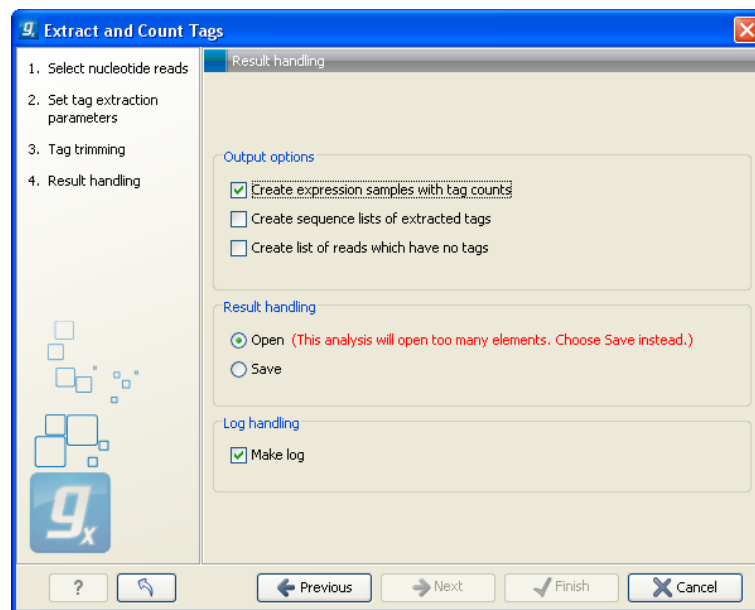 Extract and Count Tags
1. Select nucleotide reads
2. Set tag extraction
parameters
3. Tag trimming
4. Result handling
Result handling
Output options
Create expression samples with tag counts
Create sequence lists of extracted tags
Create list of reads which have no tags
Result handling
Open (This analysis will open too many elements. Choose Save instead.)
Save
Log handling
Make log
gx
? Previous Next Finish Cancel